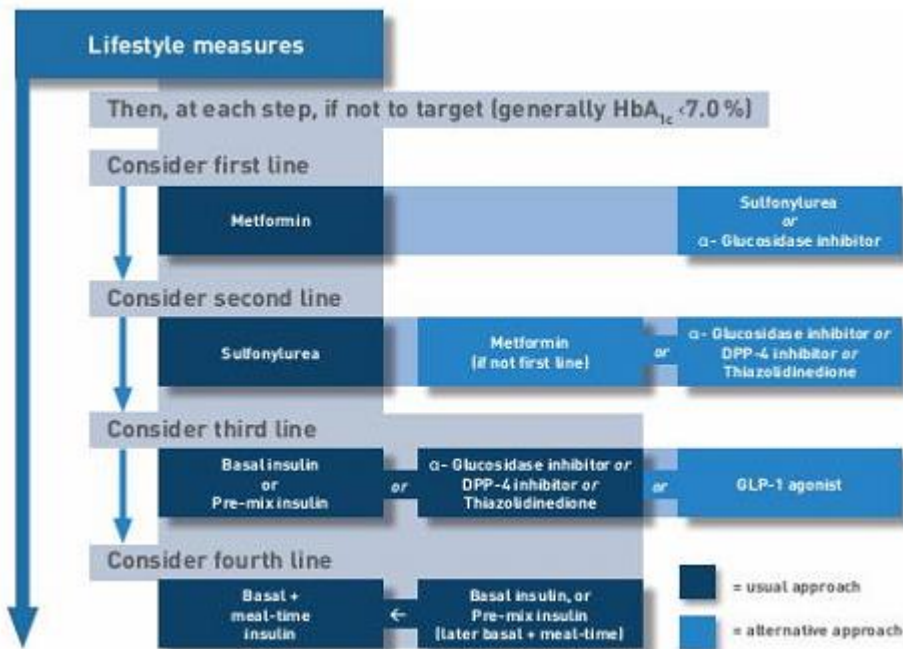 Lifestyle measures
Then, at each step, if not to target (generally HbA1c <7.0%)
Consider first line
Metformin
Sulfonylurea
or
α- Glucosidase inhibitor
Consider second line
Sulfonylurea
Metformin
(if not first line)
or
α- Glucosidase inhibitor or
DPP-4 inhibitor or
Thiazolidinedione
Consider third line
Basal insulin
or
Pre-mix insulin
or
α- Glucosidase inhibitor or
DPP-4 inhibitor or
Thiazolidinedione
or
GLP-1 agonist
Consider fourth line
Basal +
meal-time
insulin
←
Basal insulin, or
Pre-mix insulin
(later basal + meal-time)
= usual approach
= alternative approach